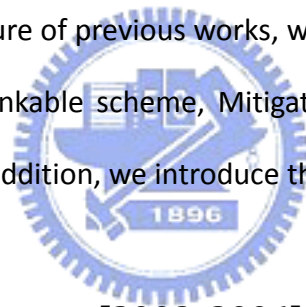 ure of previous works, w
nkable scheme, Mitigat
ddition, we introduce th
1896